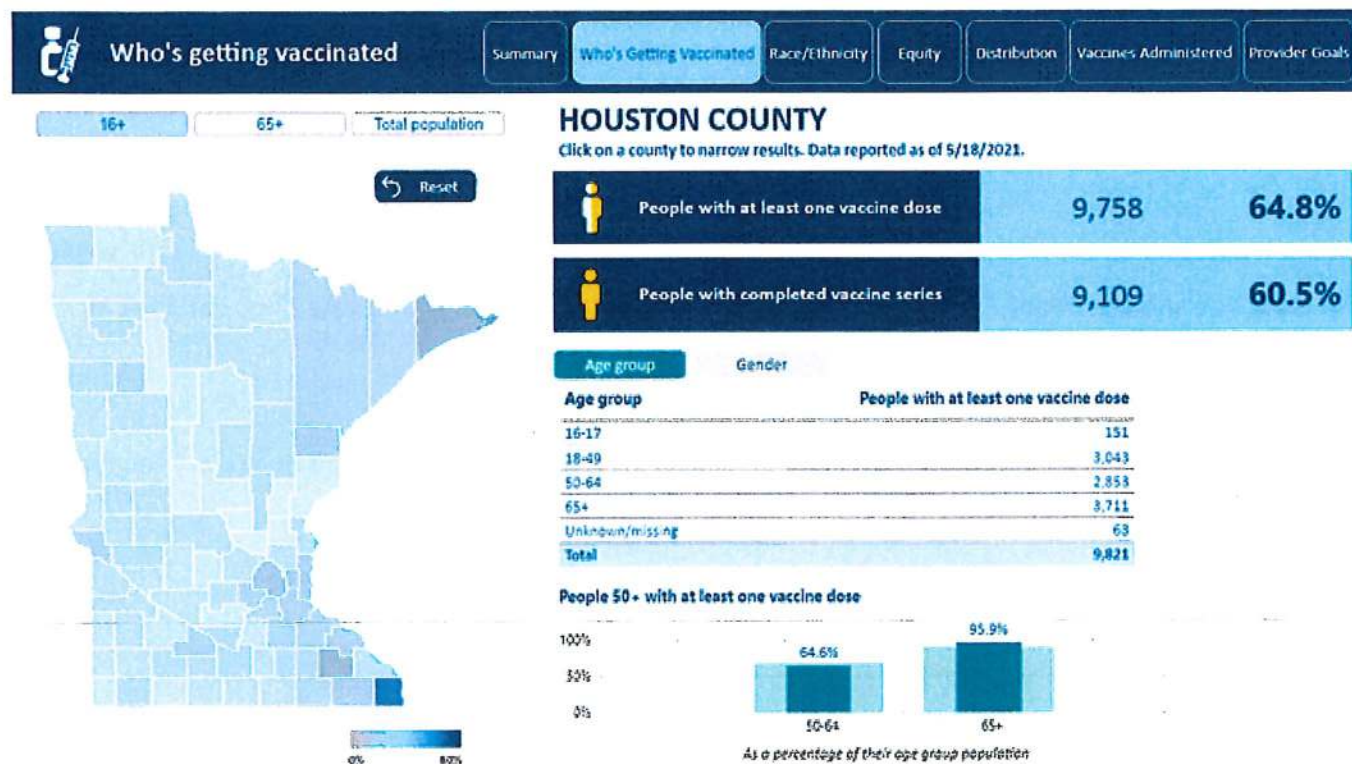 Who's getting vaccinated
Summary
Who's Getting Vaccinated
Race/Ethnicity
Equity
Distribution
Vaccines Administered
Provider Goals
16+
65+
Total population
Reset
HOUSTON COUNTY
Click on a county to narrow results. Data reported as of 5/18/2021.
People with at least one vaccine dose 9,758 64.8%
People with completed vaccine series 9,109 60.5%
Age group Gender
Age group People with at least one vaccine dose
16-17 151
18-49 3,043
50-64 2,853
65+ 3,711
Unknown/missing 63
Total 9,821
People 50+ with at least one vaccine dose
100%
50%
0%
64.6%
95.9%
50-64
65+
As a percentage of their age group population
0%